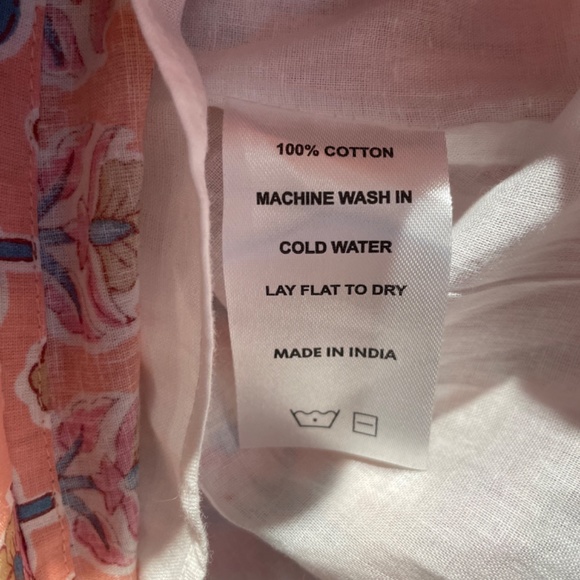 100% COTTON
MACHINE WASH IN
COLD WATER
LAY FLAT TO DRY
MADE IN INDIA